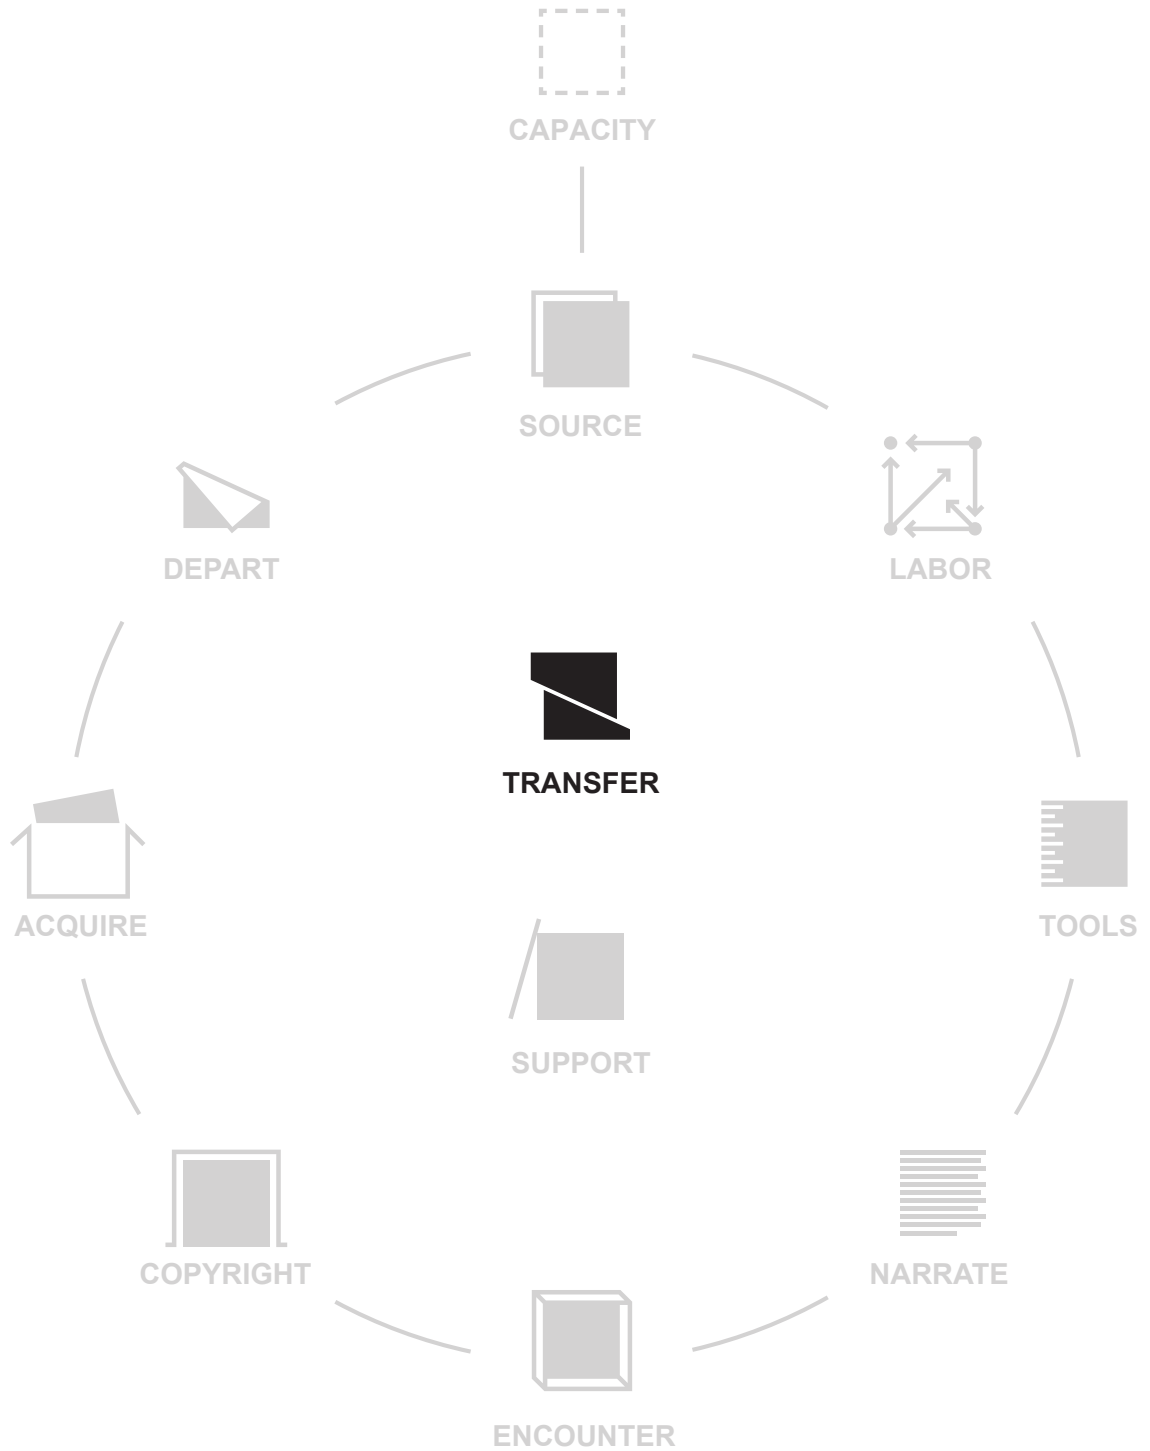 CAPACITY
SOURCE
DEPART
LABOR
TRANSFER
ACQUIRE
TOOLS
SUPPORT
COPYRIGHT
NARRATE
ENCOUNTER